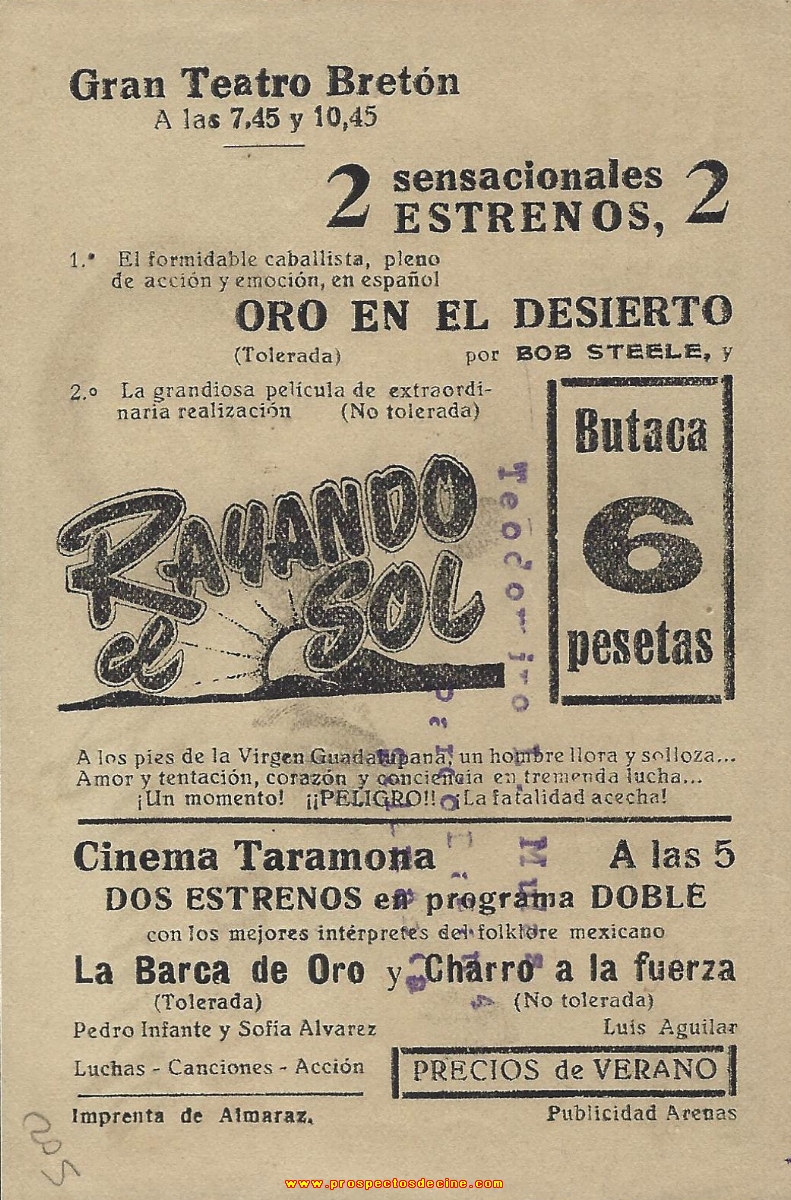 Gran Teatro Bretón
A las 7,45 y 10,45
2 sensacionales 2
ESTRENOS,
1.ª El formidable caballista, pleno
de acción y emoción, en español
ORO EN EL DESIERTO
(Tolerada) por BOB STEELE, y
2.º La grandiosa película de extraordi-
naria realización (No tolerada)
RAYANDO
el SOL
Butaca
6
pesetas
A los pies de la Virgen Guadalupana, un hombre llora y solloza...
Amor y tentación, corazón y conciencia en tremenda lucha...
¡Un momento! ¡¡PELIGRO!! ¡La fatalidad acecha!
Cinema Taramona A las 5
DOS ESTRENOS en programa DOBLE
con los mejores intérpretes del folklore mexicano
La Barca de Oro y Charro a la fuerza
(Tolerada) (No tolerada)
Pedro Infante y Sofía Alvarez Luis Aguilar
Luchas - Canciones - Acción
PRECIOS de VERANO
Imprenta de Almaraz. Publicidad Arenas
www.prospectosdecine.com